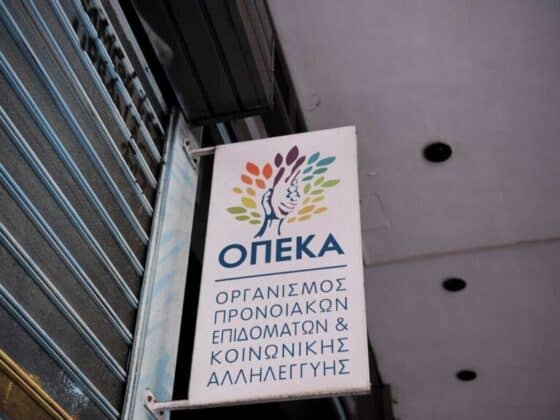 ΟΠΕΚΑ
ΟΡΓΑΝΙΣΜΟΣ
ΠΡΟΝΟΙΑΚΩΝ
ΕΠΙΔΟΜΑΤΩΝ &
ΚΟΙΝΩΝΙΚΗΣ
ΑΛΛΗΛΕΓΓΥΗΣ